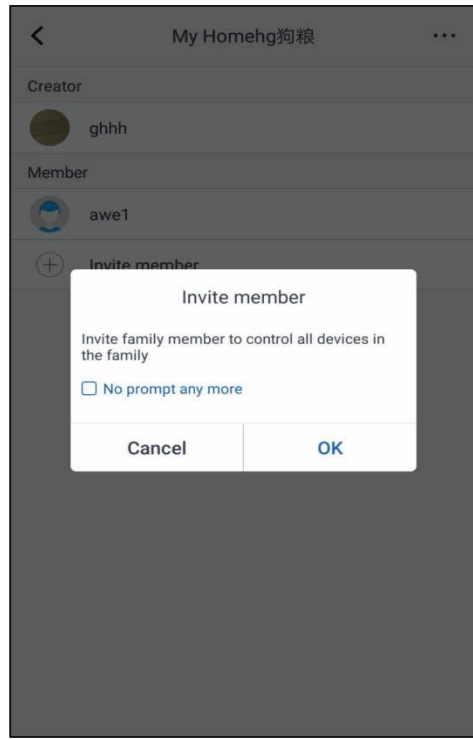 My Homehg狗粮
Creator
ghhh
Member
awe1
Invite member
Invite member
Invite family member to control all devices in
the family
No prompt any more
Cancel OK